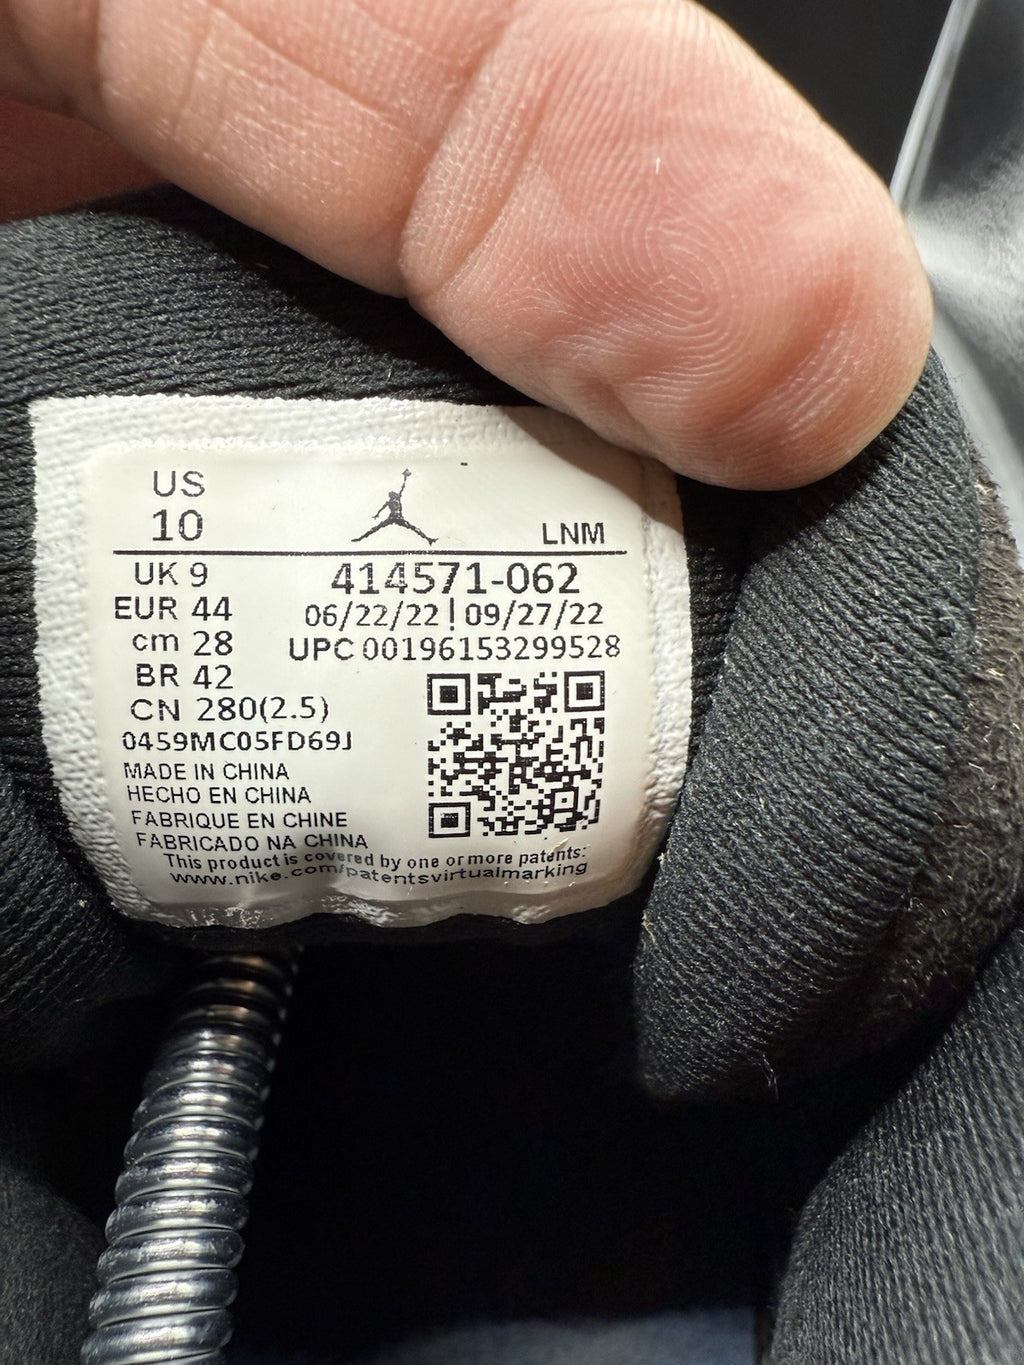 US
10
LNM
UK 9
EUR 44
cm 28
BR 42
CN 280(2.5)
414571-062
06/22/22 | 09/27/22
UPC 00196153299528
0459MC05FD69J
MADE IN CHINA
HECHO EN CHINA
FABRIQUE EN CHINE
FABRICADO NA CHINA
This product is covered by one or more patents:
www.nike.com/patentsvirtualmarking